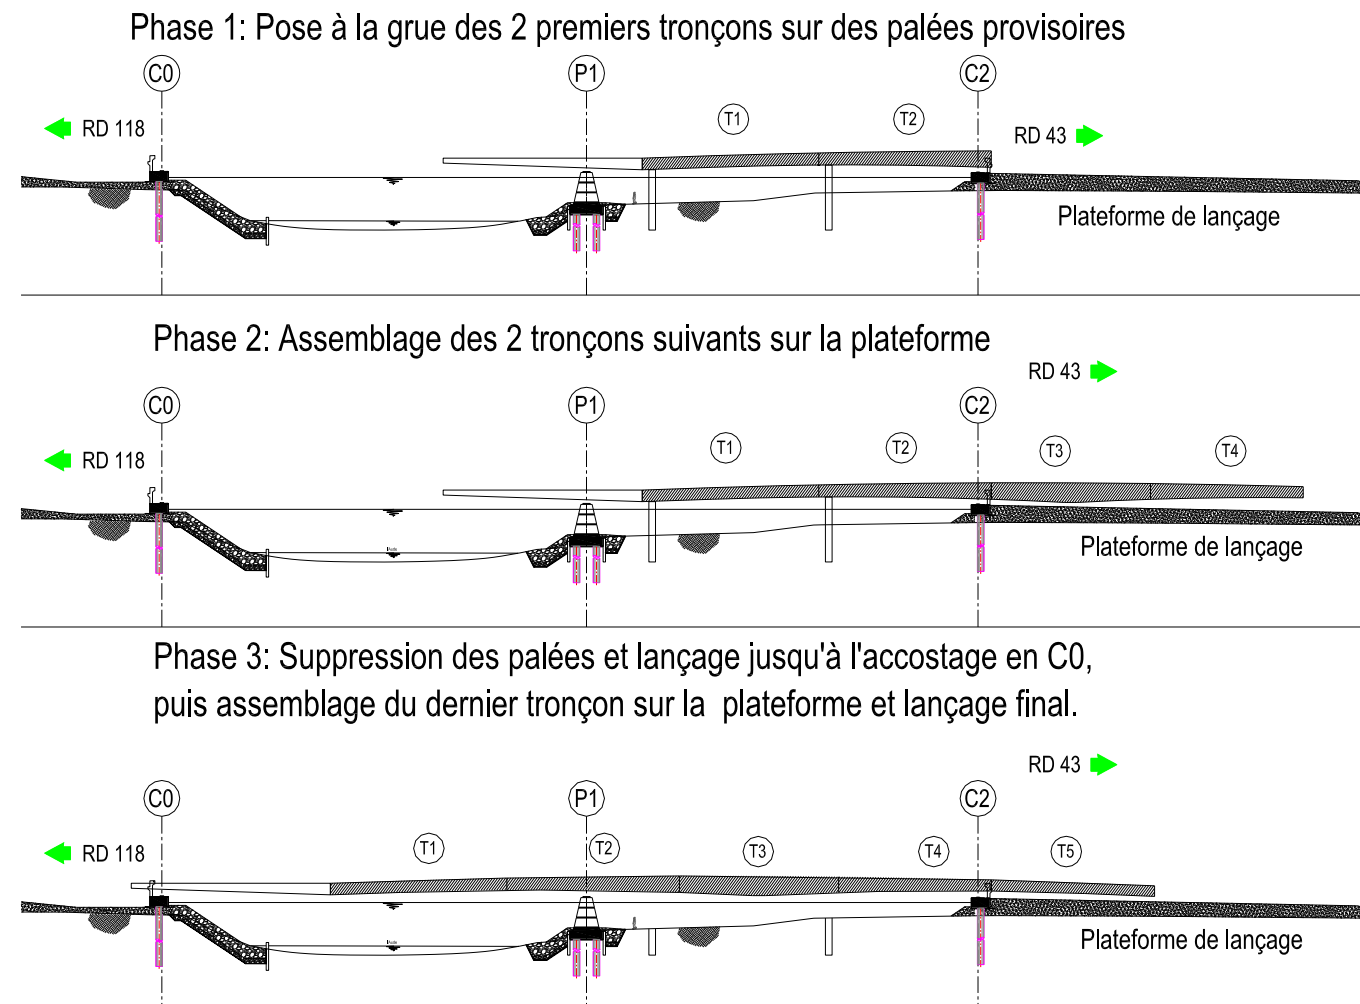 Phase 1: Pose à la grue des 2 premiers tronçons sur des palées provisoires
C0
P1
C2
RD 118
T1
T2
RD 43
Plateforme de lançage
Phase 2: Assemblage des 2 tronçons suivants sur la plateforme
RD 43
C0
P1
C2
RD 118
T1
T2
T3
T4
Plateforme de lançage
Phase 3: Suppression des palées et lançage jusqu'à l'accostage en C0,
puis assemblage du dernier tronçon sur la plateforme et lançage final.
RD 43
C0
P1
C2
RD 118
T1
T2
T3
T4
T5
Plateforme de lançage